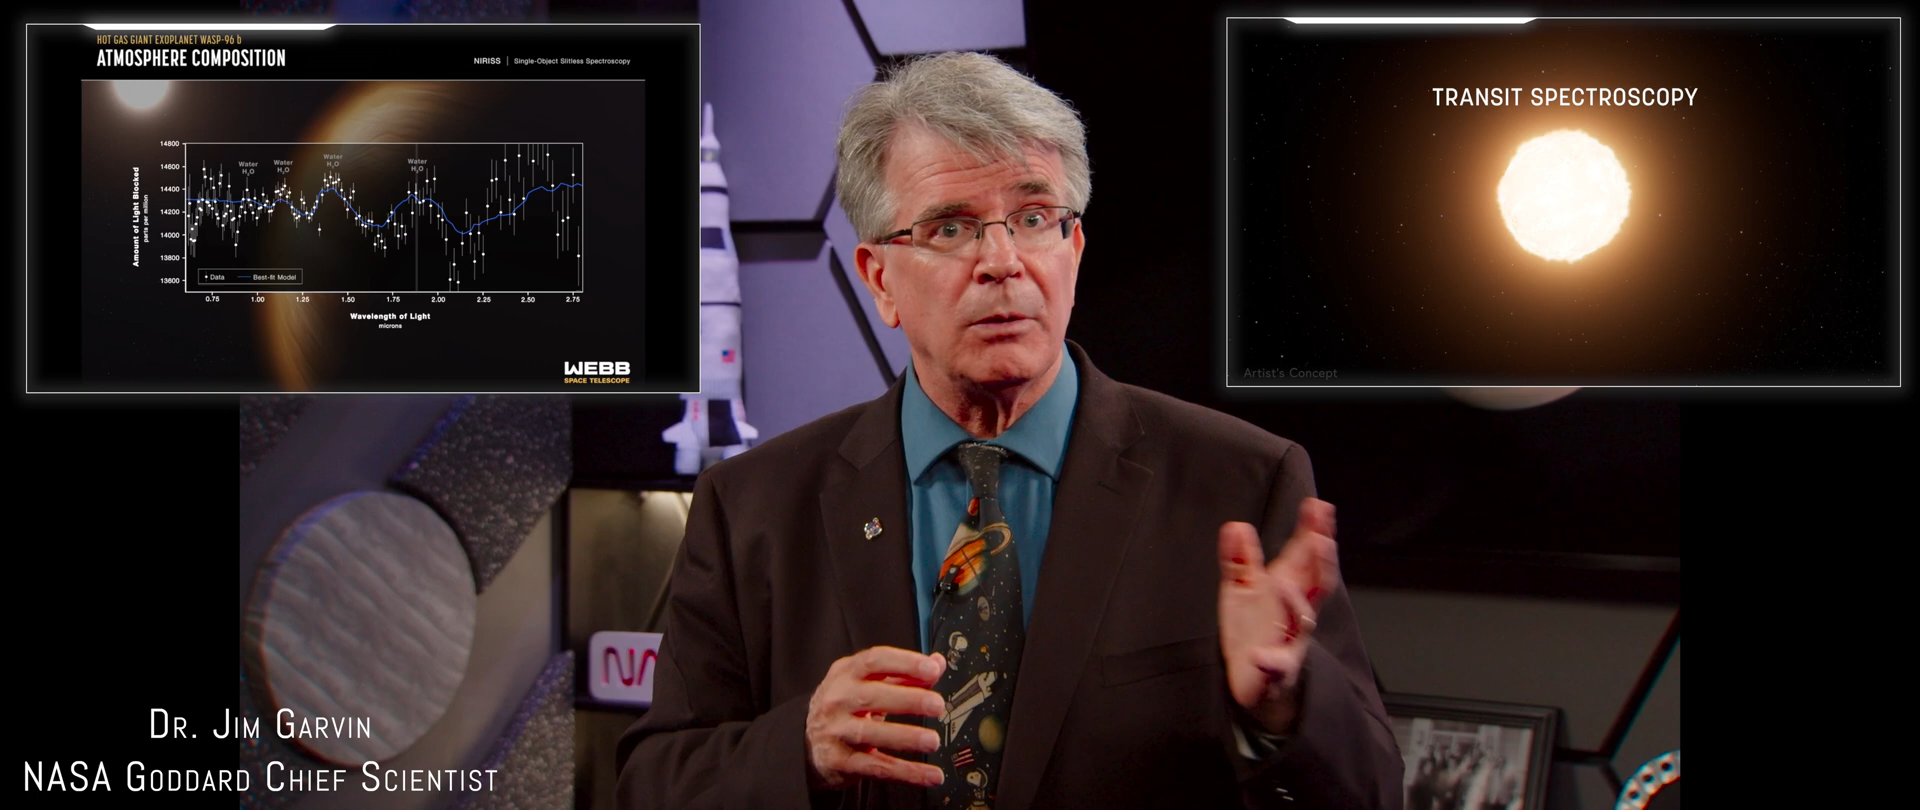 HOT GAS GIANT EXOPLANET WASP-96 b
ATMOSPHERE COMPOSITION
NIRISS | Single-Object Slitless Spectroscopy
14800
14600
14400
14200
14000
13800
13600
Amount of Light Blocked
parts per million
Water
H₂O
Water
H₂O
Water
H₂O
Water
H₂O
Data
Best-fit Model
0.75 1.00 1.25 1.50 1.75 2.00 2.25 2.50 2.75
Wavelength of Light
microns
WEBB
SPACE TELESCOPE
TRANSIT SPECTROSCOPY
Artist's Concept
DR. JIM GARVIN
NASA GODDARD CHIEF SCIENTIST